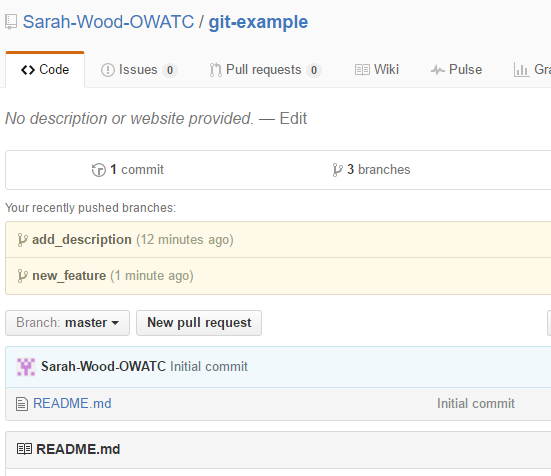 Sarah-Wood-OWATC / git-example
Code Issues 0 Pull requests 0 Wiki Pulse Gra
No description or website provided. — Edit
1 commit 3 branches
Your recently pushed branches:
add_description (12 minutes ago)
new_feature (1 minute ago)
Branch: master New pull request
Sarah-Wood-OWATC Initial commit
README.md Initial commit
README.md